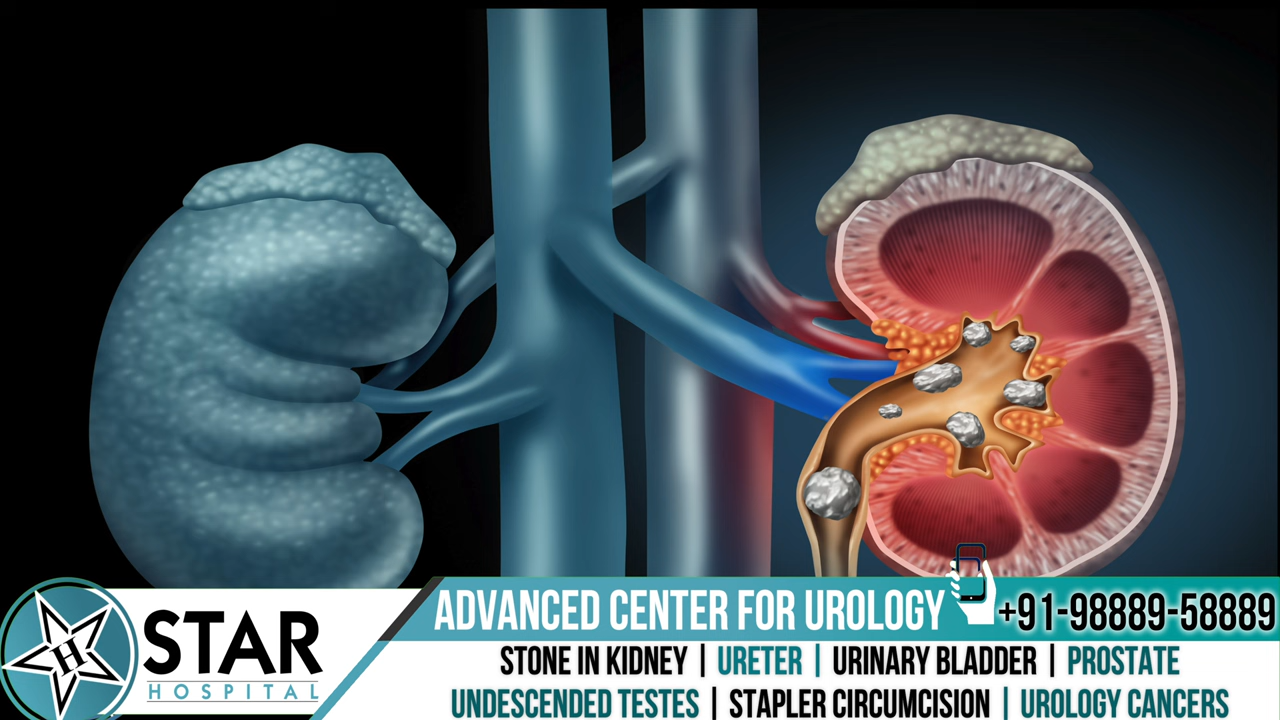 ADVANCED CENTER FOR UROLOGY
+91-98889-58889
H
STAR
HOSPITAL
STONE IN KIDNEY | URETER | URINARY BLADDER | PROSTATE
UNDESCENDED TESTES | STAPLER CIRCUMCISION | UROLOGY CANCERS